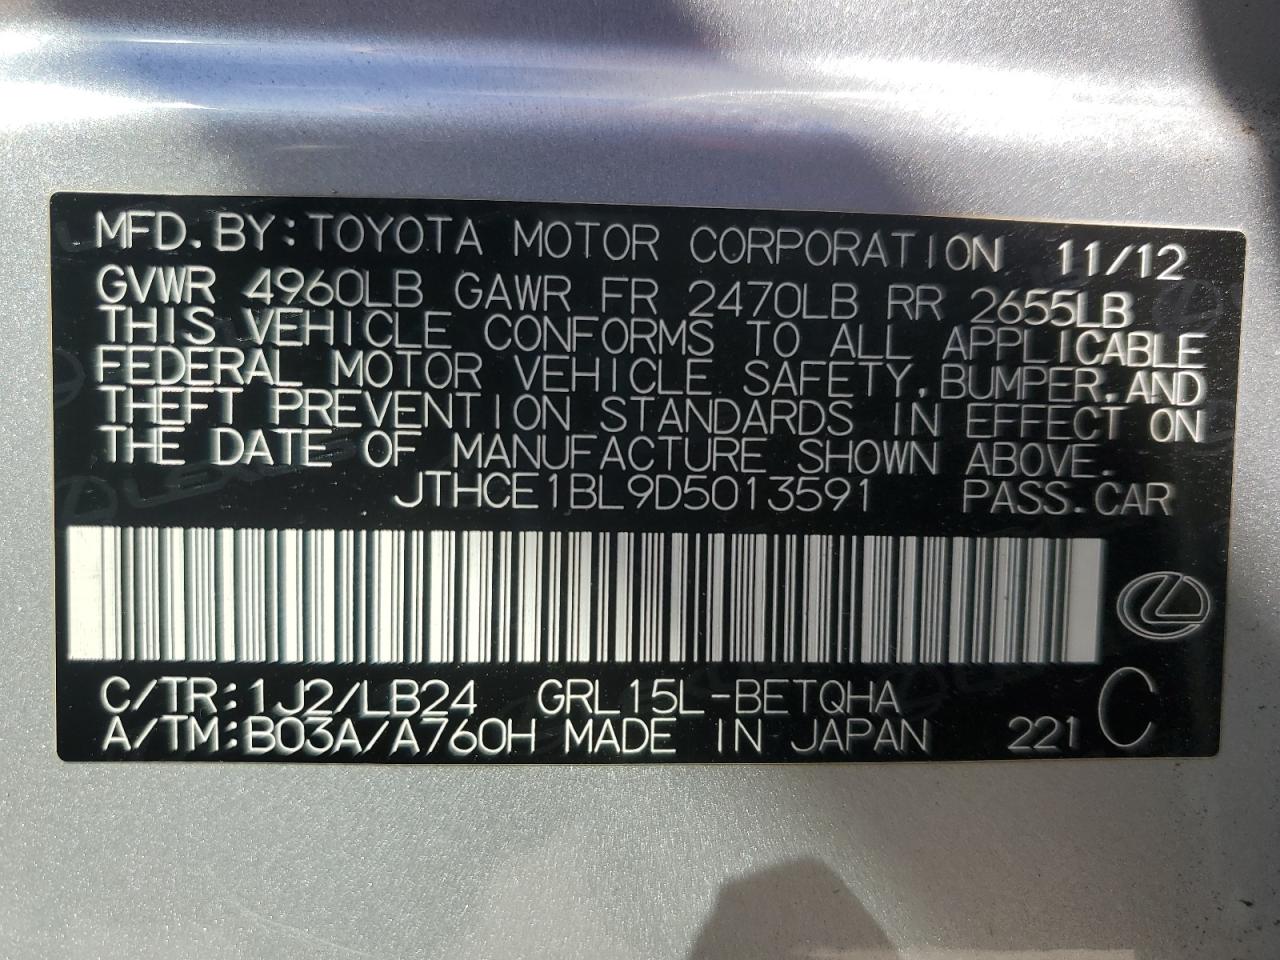 MFD. BY: TOYOTA MOTOR CORPORATION 11/12
GVWR 4960LB GAWR FR 2470LB RR 2655LB
THIS VEHICLE CONFORMS TO ALL APPLICABLE
FEDERAL MOTOR VEHICLE SAFETY, BUMPER, AND
THEFT PREVENTION STANDARDS IN EFFECT ON
THE DATE OF MANUFACTURE SHOWN ABOVE.
JTHCE1BL9D5013591 PASS. CAR
C/TR: 1J2/LB24 GRL15L-BETQHA
A/TM: B03A/A760H MADE IN JAPAN 221 C